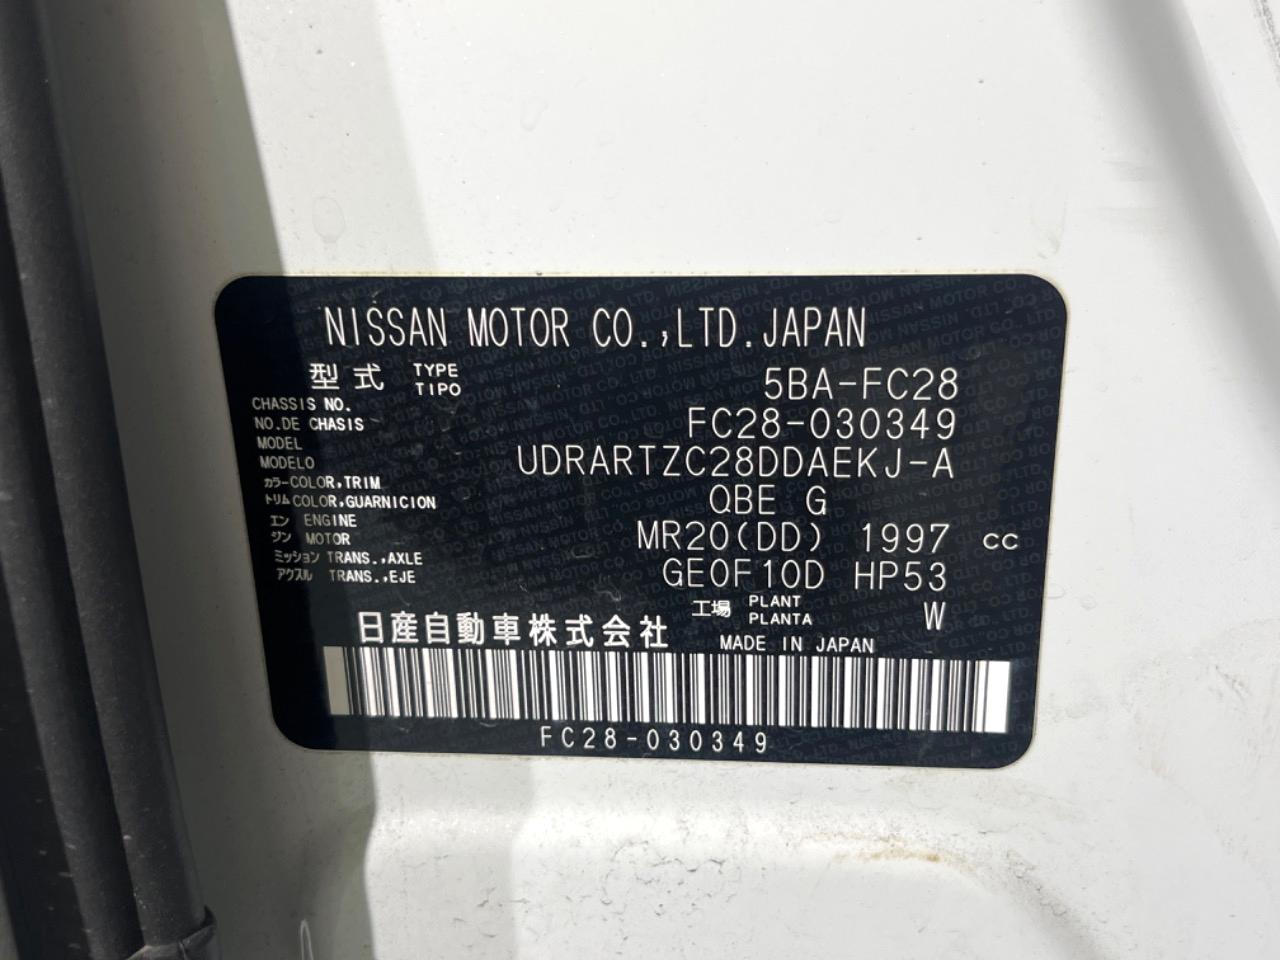 NISSAN MOTOR CO.,LTD.JAPAN
型式 TYPE TIPO 5BA-FC28
CHASSIS NO.
NO.DE CHASIS FC28-030349
MODEL
MODELO UDRARTZC28DDAEKJ-A
カラー COLOR,TRIM
トリム COLOR,GUARNICION QBE G
エン ENGINE
ジン MOTOR MR20(DD) 1997 cc
ミッション TRANS.,AXLE
アクスル TRANS.,EJE GE0F10D HP53
工場 PLANT PLANTA W
日産自動車株式会社 MADE IN JAPAN
FC28-030349